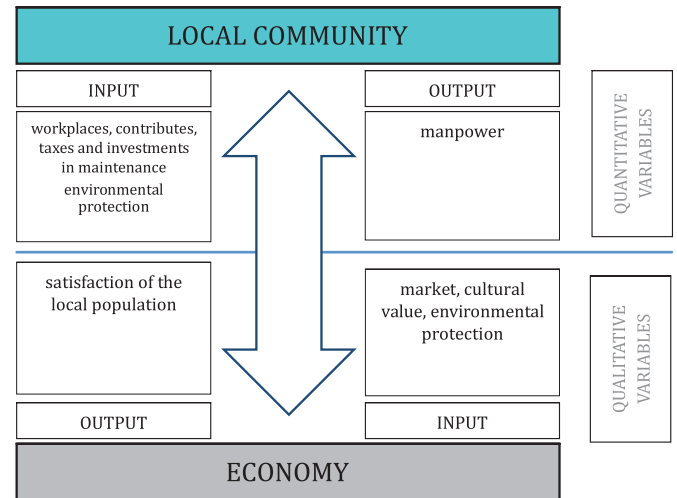 LOCAL COMMUNITY
INPUT
OUTPUT
workplaces, contributes,
taxes and investments
in maintenance
environmental
protection
manpower
QUANTITATIVE
VARIABLES
satisfaction of the
local population
market, cultural
value, environmental
protection
QUALITATIVE
VARIABLES
OUTPUT
INPUT
ECONOMY